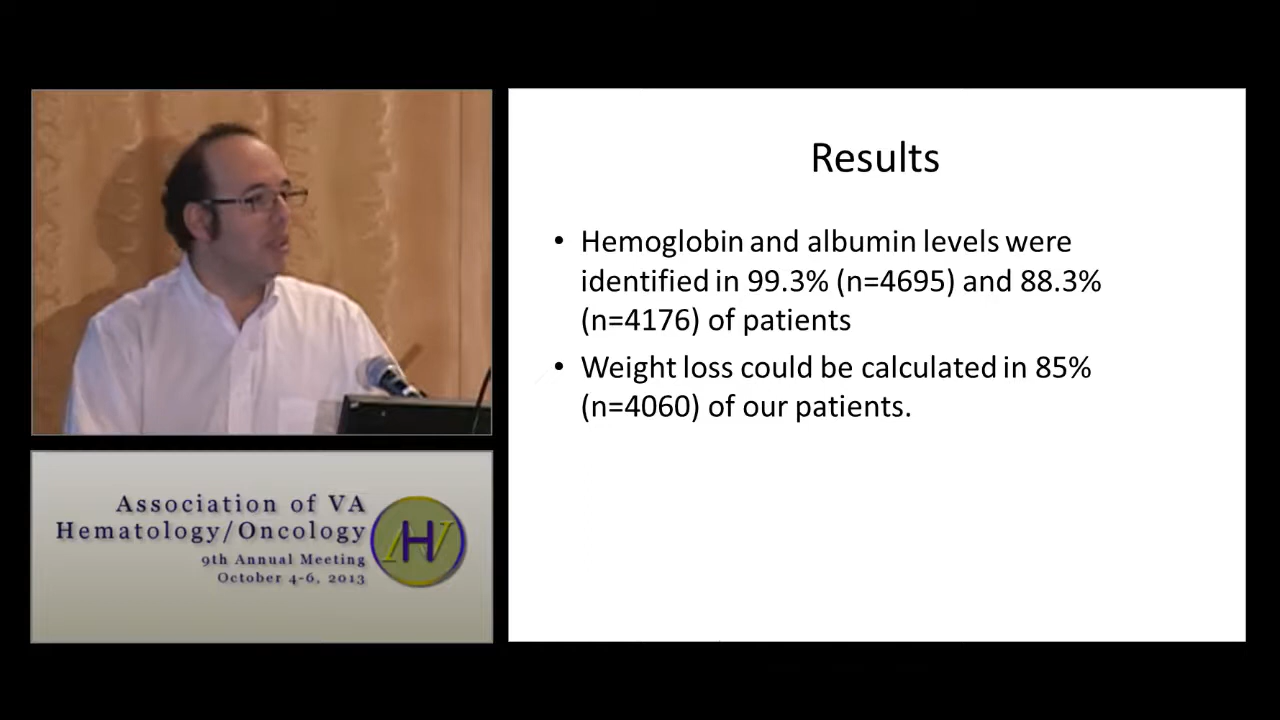 Results
• Hemoglobin and albumin levels were
identified in 99.3% (n=4695) and 88.3%
(n=4176) of patients
• Weight loss could be calculated in 85%
(n=4060) of our patients.
Association of VA
Hematology/Oncology
9th Annual Meeting
October 4-6, 2013
AHV